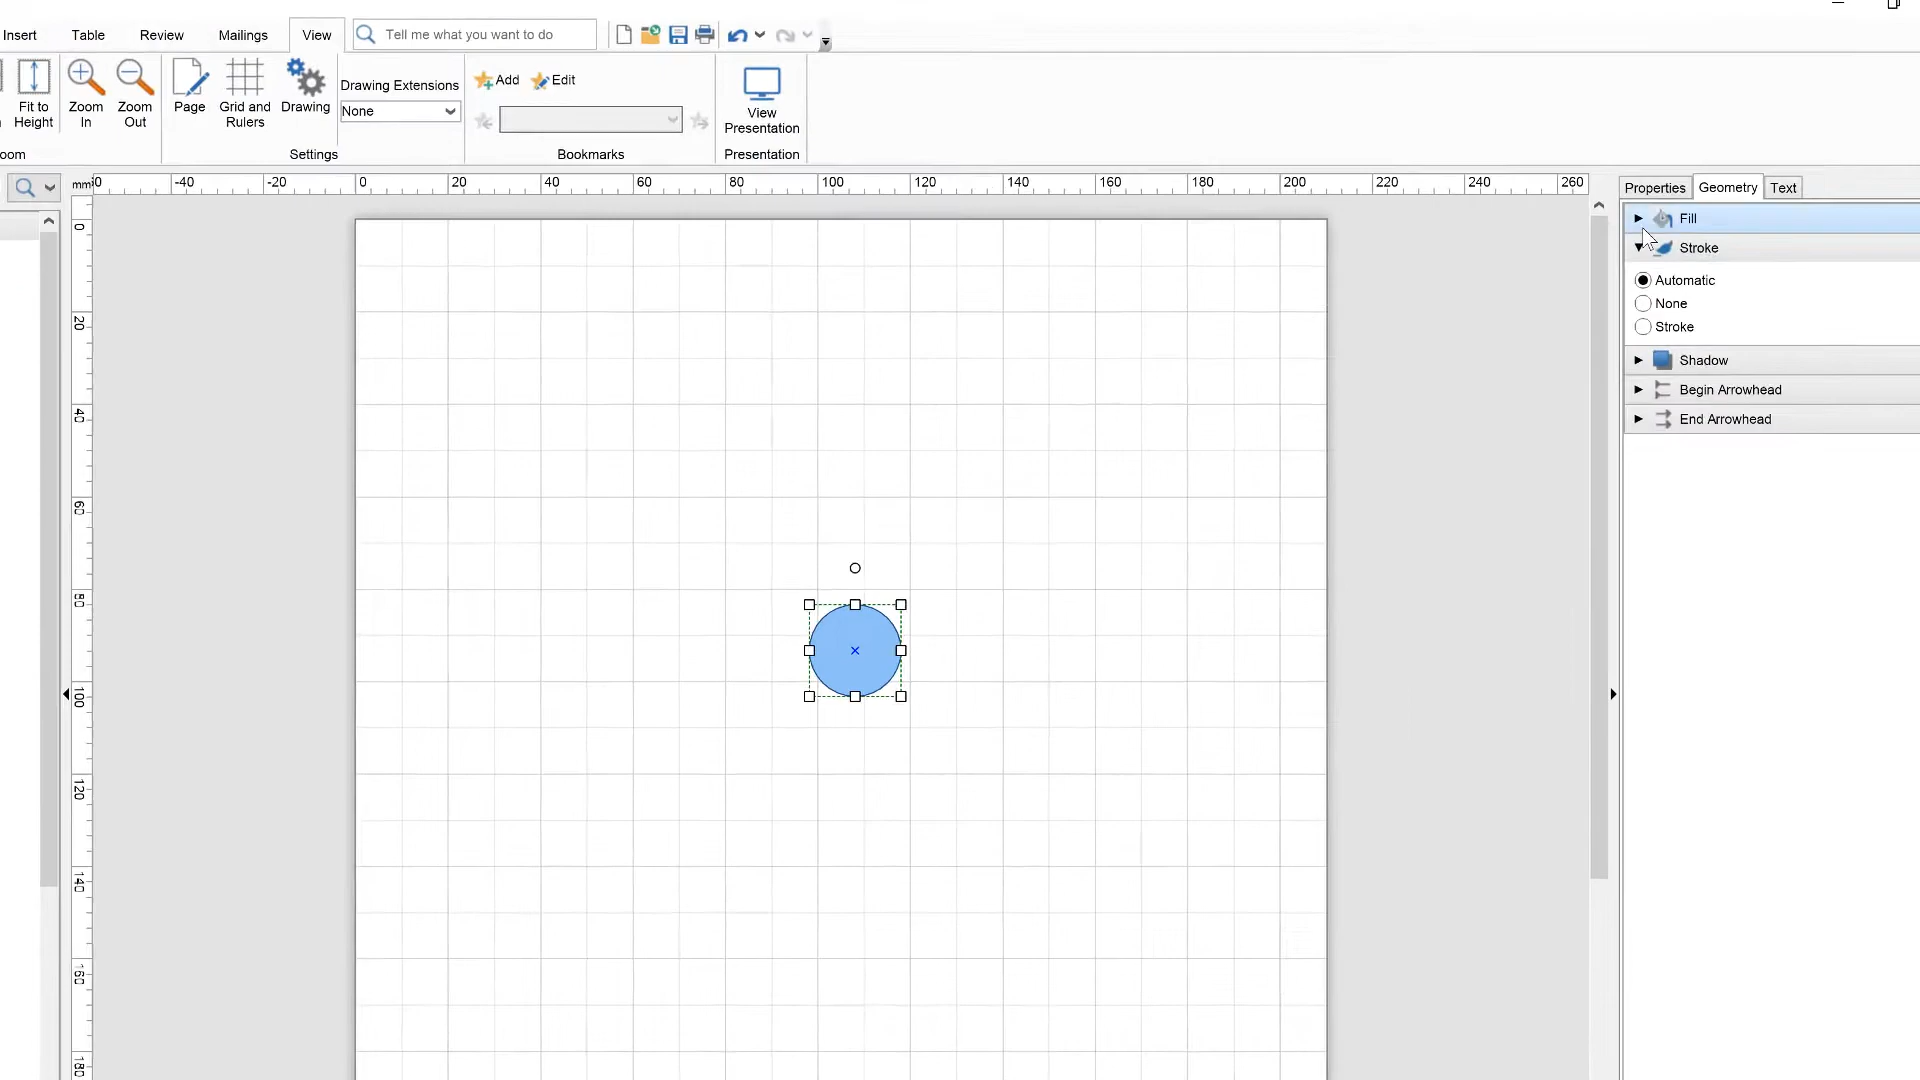 Insert Table Review Mailings View Tell me what you want to do
Fit to Height Zoom In Zoom Out Page Grid and Rulers Drawing Drawing Extensions None Add Edit View Presentation
oom Settings Bookmarks Presentation
mm 0 -40 -20 0 20 40 60 80 100 120 140 160 180 200 220 240 260
0
20
40
60
80
100
120
140
160
180
Properties Geometry Text
Fill
Stroke
Automatic
None
Stroke
Shadow
Begin Arrowhead
End Arrowhead